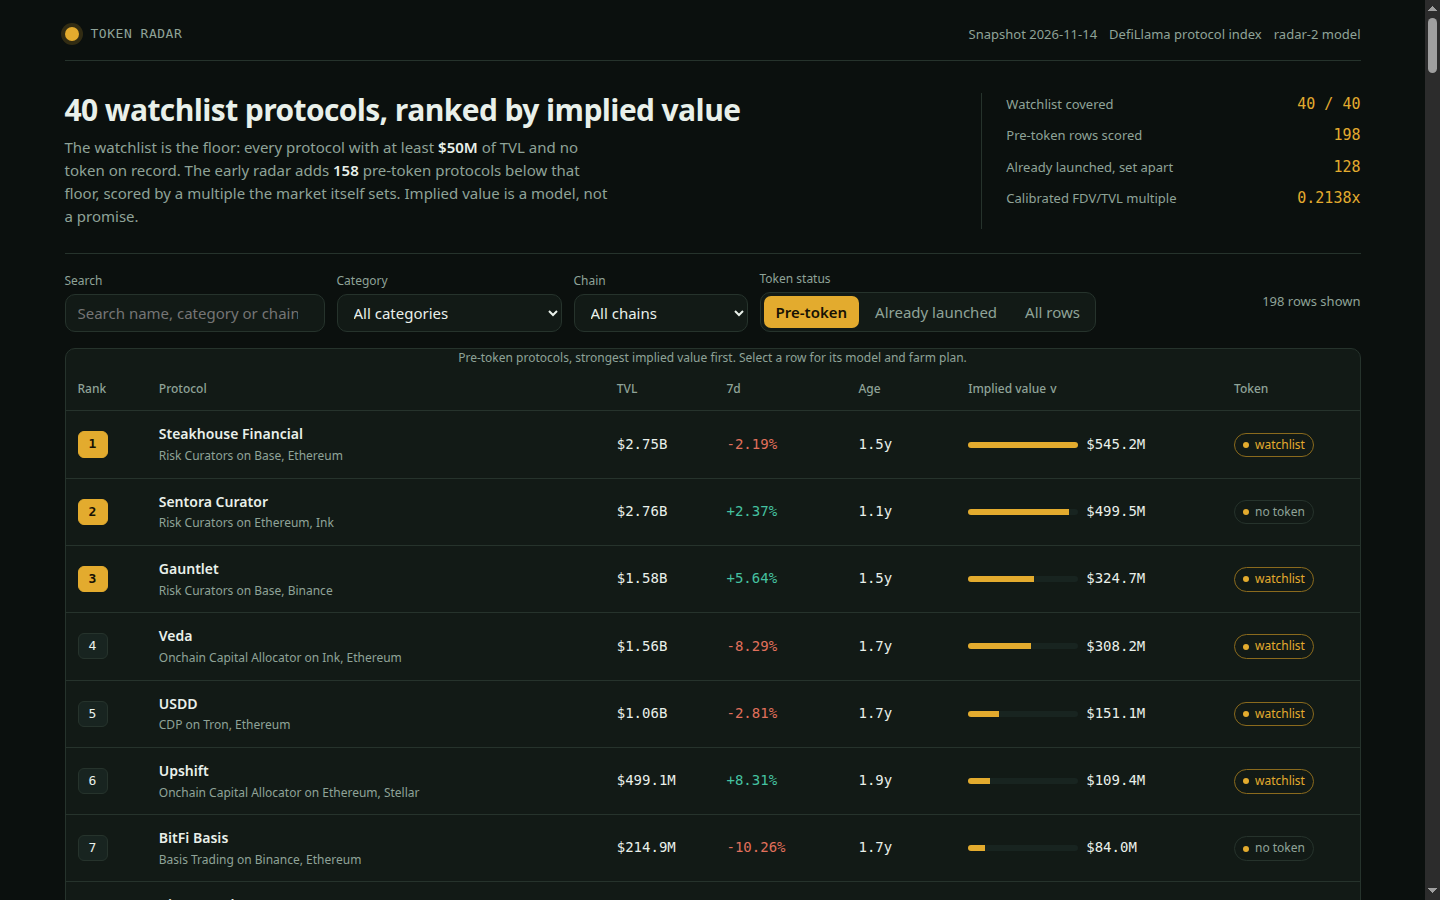 TOKEN RADAR
Snapshot 2026-11-14 DefiLlama protocol index radar-2 model
40 watchlist protocols, ranked by implied value
The watchlist is the floor: every protocol with at least $50M of TVL and no
token on record. The early radar adds 158 pre-token protocols below that
floor, scored by a multiple the market itself sets. Implied value is a model, not
a promise.
Watchlist covered 40 / 40
Pre-token rows scored 198
Already launched, set apart 128
Calibrated FDV/TVL multiple 0.2138x
Search
Category
Chain
Token status
Search name, category or chain
All categories
All chains
Pre-token
Already launched
All rows
198 rows shown
Pre-token protocols, strongest implied value first. Select a row for its model and farm plan.
Rank Protocol TVL 7d Age Implied value v Token
1 Steakhouse Financial $2.75B -2.19% 1.5y $545.2M watchlist
Risk Curators on Base, Ethereum
2 Sentora Curator $2.76B +2.37% 1.1y $499.5M no token
Risk Curators on Ethereum, Ink
3 Gauntlet $1.58B +5.64% 1.5y $324.7M watchlist
Risk Curators on Base, Binance
4 Veda $1.56B -8.29% 1.7y $308.2M watchlist
Onchain Capital Allocator on Ink, Ethereum
5 USDD $1.06B -2.81% 1.7y $151.1M watchlist
CDP on Tron, Ethereum
6 Upshift $499.1M +8.31% 1.9y $109.4M watchlist
Onchain Capital Allocator on Ethereum, Stellar
7 BitFi Basis $214.9M -10.26% 1.7y $84.0M no token
Basis Trading on Binance, Ethereum